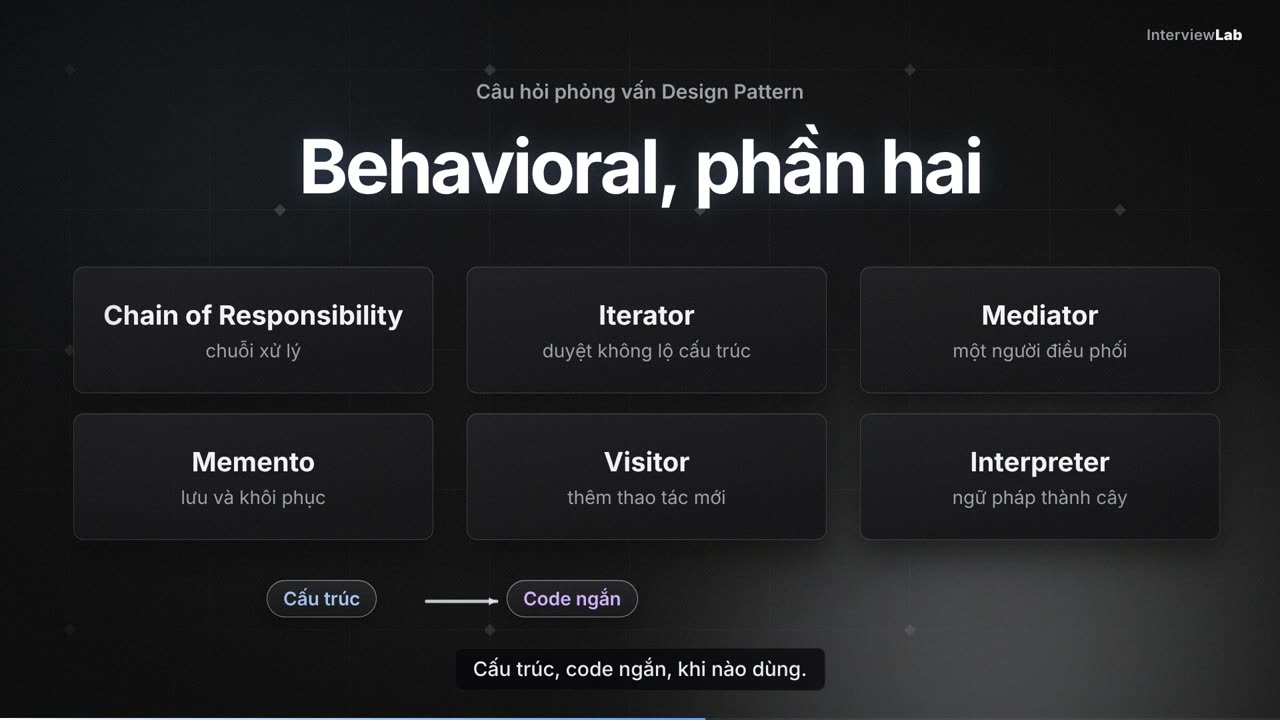 InterviewLab
Câu hỏi phỏng vấn Design Pattern
Behavioral, phần hai
Chain of Responsibility
chuỗi xử lý
Iterator
duyệt không lộ cấu trúc
Mediator
một người điều phối
Memento
lưu và khôi phục
Visitor
thêm thao tác mới
Interpreter
ngữ pháp thành cây
Cấu trúc
Code ngắn
Cấu trúc, code ngắn, khi nào dùng.